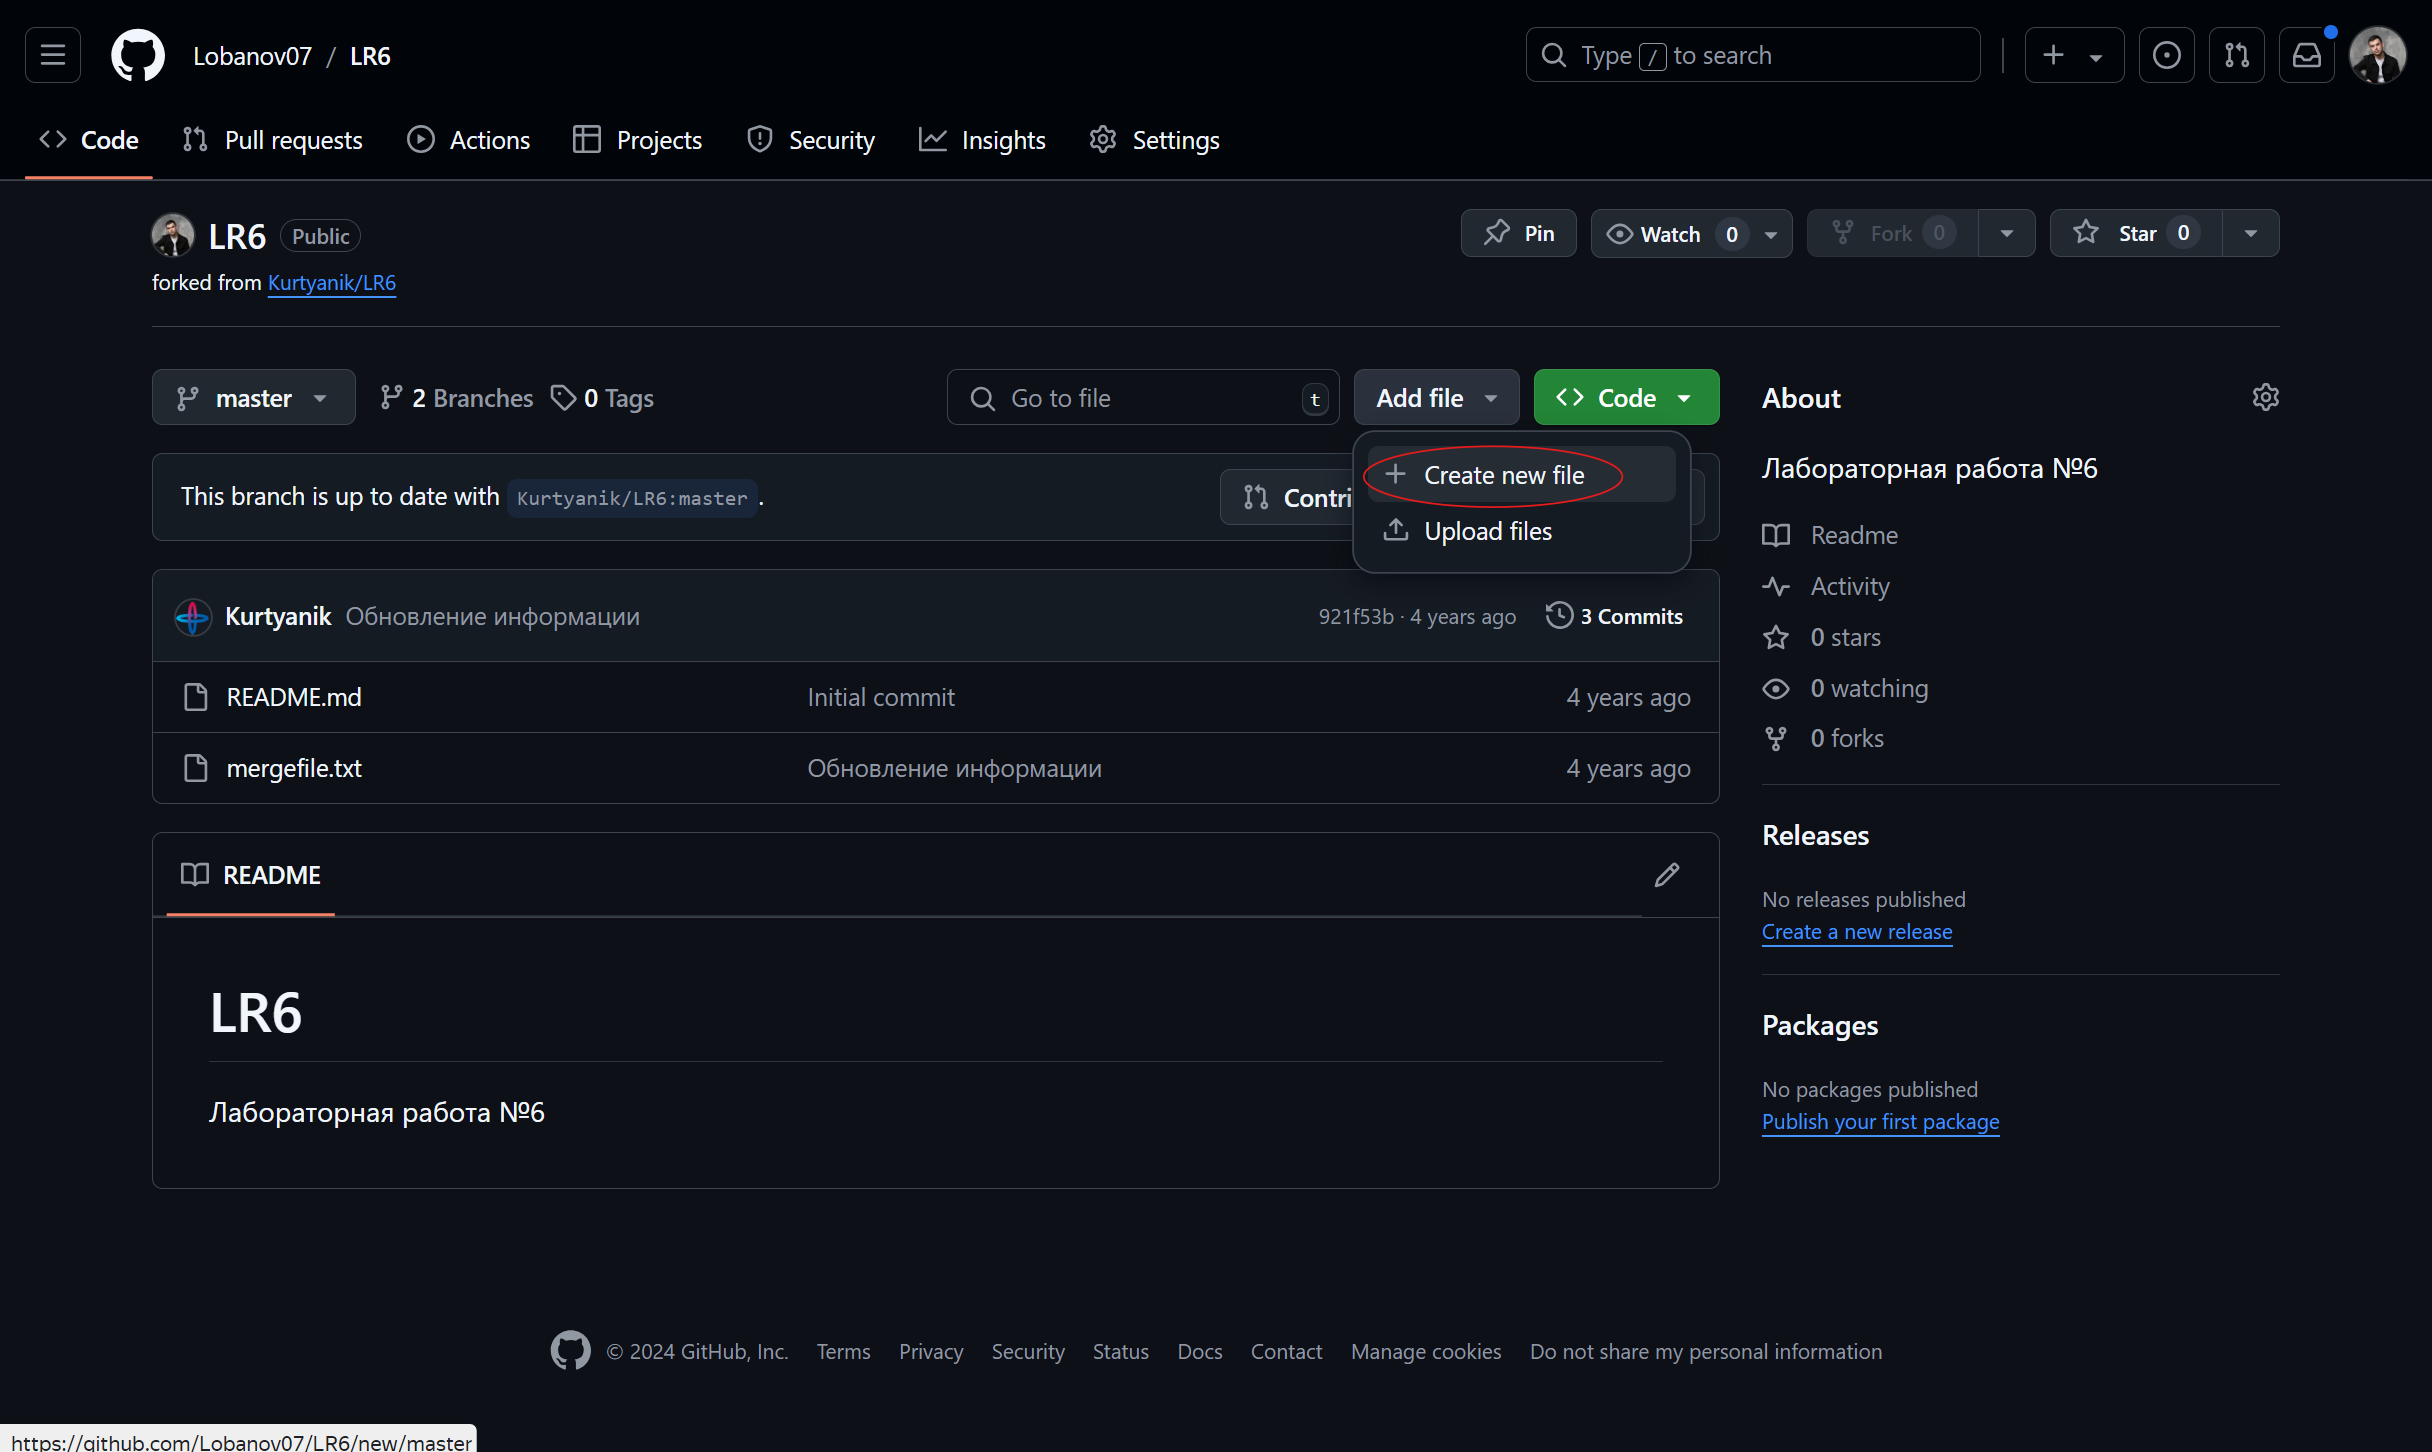 Lobanov07 / LR6
Type / to search
Code Pull requests Actions Projects Security Insights Settings
LR6 Public
Pin Watch 0 Fork 0 Star 0
forked from Kurtyanik/LR6
master 2 Branches 0 Tags
Go to file t Add file Code
Create new file
Upload files
This branch is up to date with Kurtyanik/LR6:master .
Contri
Kurtyanik Обновление информации 921f53b · 4 years ago 3 Commits
README.md Initial commit 4 years ago
mergefile.txt Обновление информации 4 years ago
README
LR6
Лабораторная работа №6
About
Лабораторная работа №6
Readme
Activity
0 stars
0 watching
0 forks
Releases
No releases published
Create a new release
Packages
No packages published
Publish your first package
© 2024 GitHub, Inc. Terms Privacy Security Status Docs Contact Manage cookies Do not share my personal information
https://github.com/Lobanov07/LR6/new/master